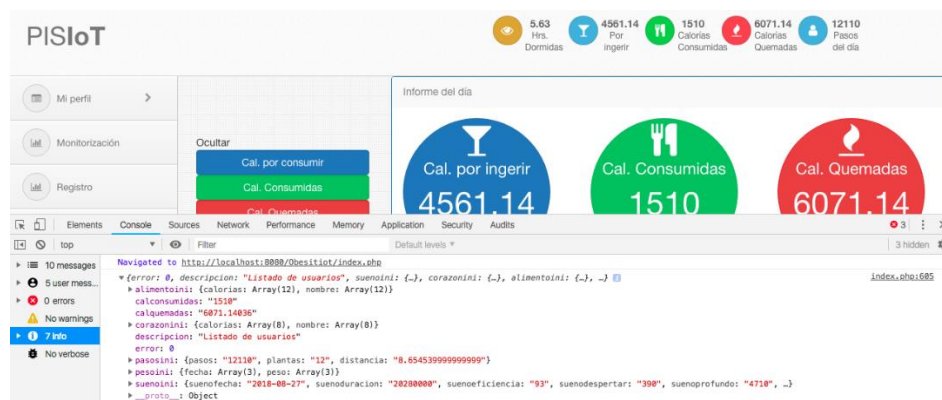 PISIoT
5.63
Hrs.
Dormidas
4561.14
Por
ingerir
1510
Calorías
Consumidas
6071.14
Calorías
Quemadas
12110
Pasos
del día
Mi perfil
Monitorización
Registro
Ocultar
Cal. por consumir
Cal. Consumidas
Cal. Quemadas
Informe del día
Cal. por ingerir
4561.14
Cal. Consumidas
1510
Cal. Quemadas
6071.14
Elements Console Sources Network Performance Memory Application Security Audits 3
top Filter Default levels ▼ 3 hidden
10 messages
5 user mess...
0 errors
No warnings
7 info
No verbose
Navigated to http://localhost:8080/Obesitiot/index.php
▼{error: 0, descripcion: "Listado de usuarios", suenoini: {…}, corazonini: {…}, alimentoini: {…}, …} index.php:605
▶alimentoini: {calorias: Array(12), nombre: Array(12)}
calconsumidas: "1510"
calquemadas: "6071.14036"
▶corazonini: {calorias: Array(8), nombre: Array(8)}
descripcion: "Listado de usuarios"
error: 0
▶pasosini: {pasos: "12110", plantas: "12", distancia: "8.654539999999999"}
▶pesoini: {fecha: Array(3), peso: Array(3)}
▶suenoini: {suenofecha: "2018-08-27", suenoduracion: "20280000", suenoeficiencia: "93", suenodespertar: "390", suenoprofundo: "4710", …}
▶__proto__: Object